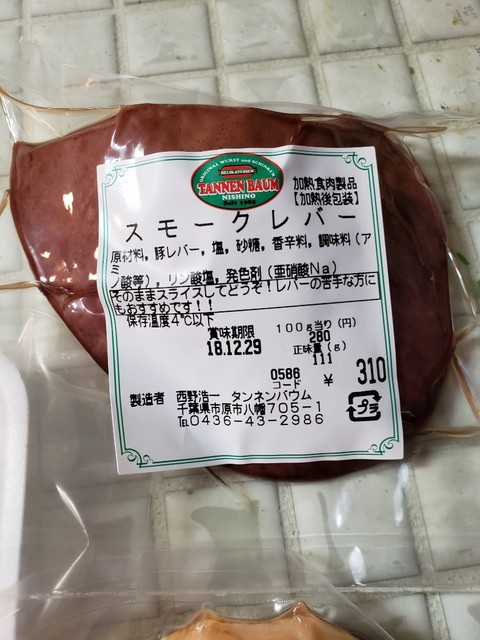 ORIGINAL WURST und SCHINKEN
DELIKATESSEN
TANNEN BAUM
NISHINO
加熱食肉製品
【加熱後包装】
スモークレバー
原材料，豚レバー，塩，砂糖，香辛料，調味料（ア
ミ
ノ酸等），リン酸塩，発色剤（亜硝酸Ｎａ）
そのままスライスしてどうぞ！レバーの苦手な方に
もおすすめです！！
保存温度４℃以下
賞味期限
18.12.29
100g当り（円）
280
正味量（g）
111
0586
コード
¥ 310
製造者 西野浩一 タンネンバウム
千葉県市原市八幡７０５－１
℡０４３６－４３－２９８６
プラ